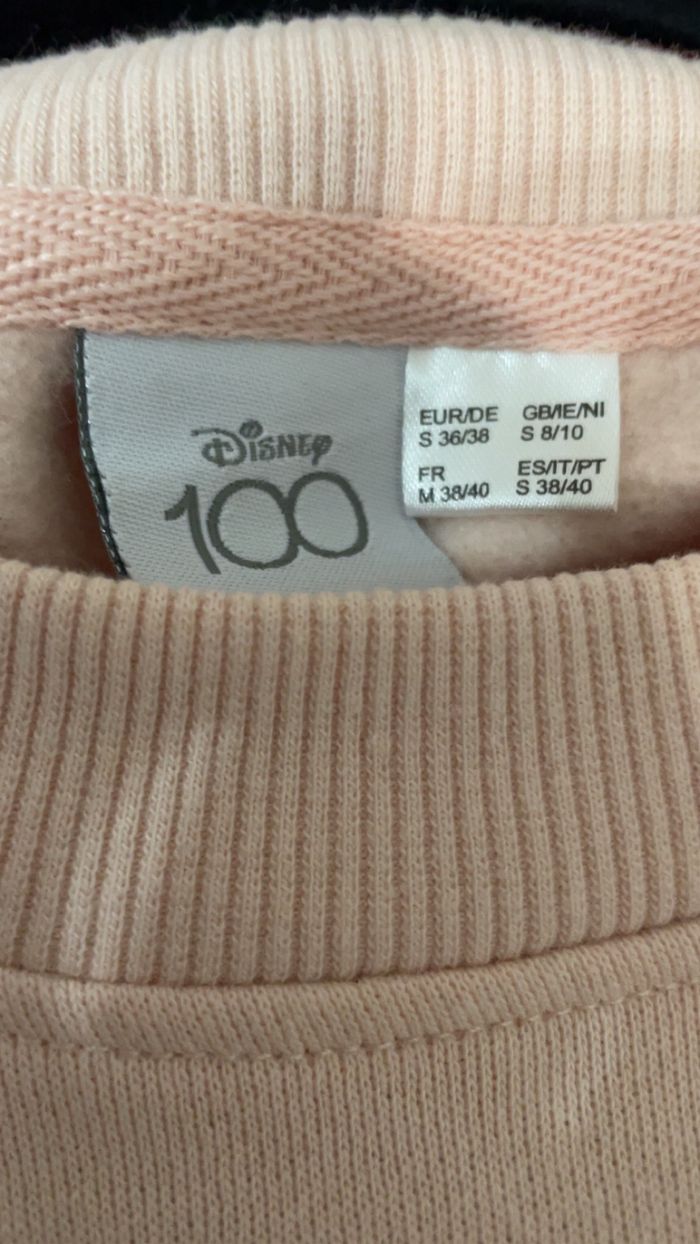 Disney
100
EUR/DE GB/IE/NI
S 36/38 S 8/10
FR ES/IT/PT
M 38/40 S 38/40